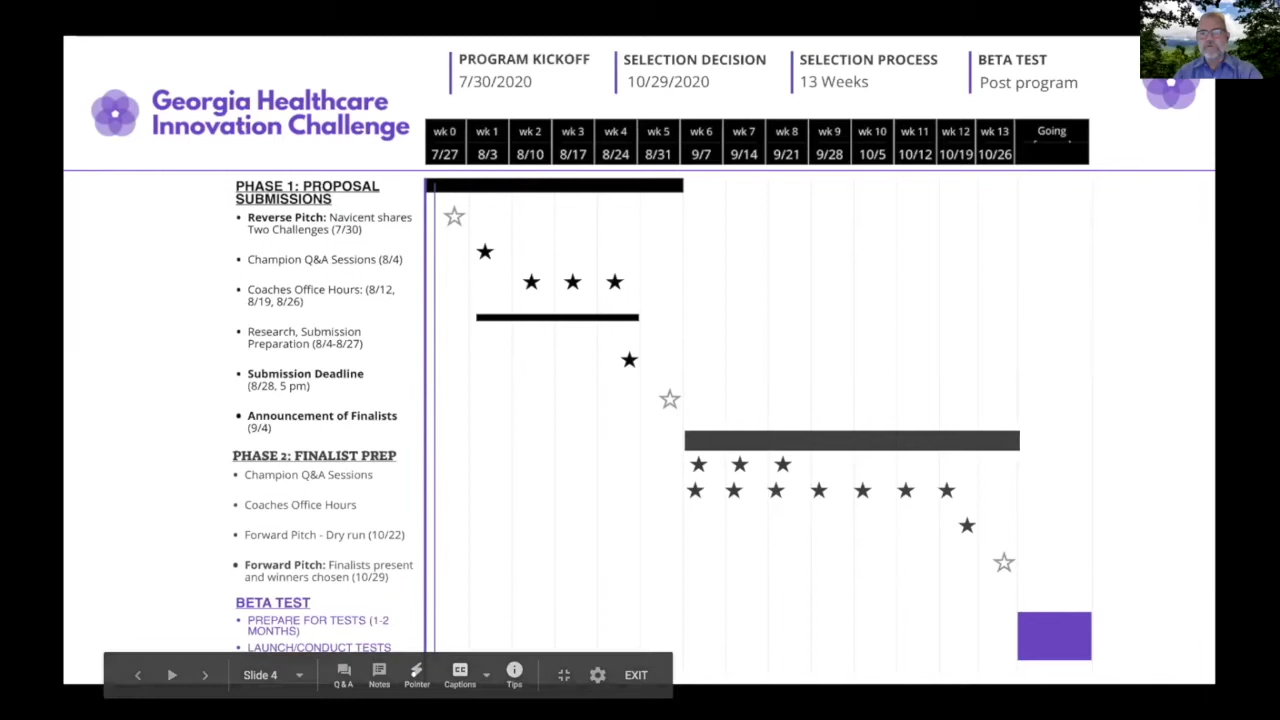 PROGRAM KICKOFF
7/30/2020
SELECTION DECISION
10/29/2020
SELECTION PROCESS
13 Weeks
BETA TEST
Post program
Georgia Healthcare
Innovation Challenge
wk 0 wk 1 wk 2 wk 3 wk 4 wk 5 wk 6 wk 7 wk 8 wk 9 wk 10 wk 11 wk 12 wk 13 Going
7/27 8/3 8/10 8/17 8/24 8/31 9/7 9/14 9/21 9/28 10/5 10/12 10/19 10/26
PHASE 1: PROPOSAL
SUBMISSIONS
• Reverse Pitch: Navicent shares
Two Challenges (7/30)
• Champion Q&A Sessions (8/4)
• Coaches Office Hours: (8/12,
8/19, 8/26)
• Research, Submission
Preparation (8/4-8/27)
• Submission Deadline
(8/28, 5 pm)
• Announcement of Finalists
(9/4)
PHASE 2: FINALIST PREP
• Champion Q&A Sessions
• Coaches Office Hours
• Forward Pitch - Dry run (10/22)
• Forward Pitch: Finalists present
and winners chosen (10/29)
BETA TEST
• PREPARE FOR TESTS (1-2
MONTHS)
• LAUNCH/CONDUCT TESTS
Slide 4
Q & A
Notes
Pointer
CC
Captions
Tips
EXIT